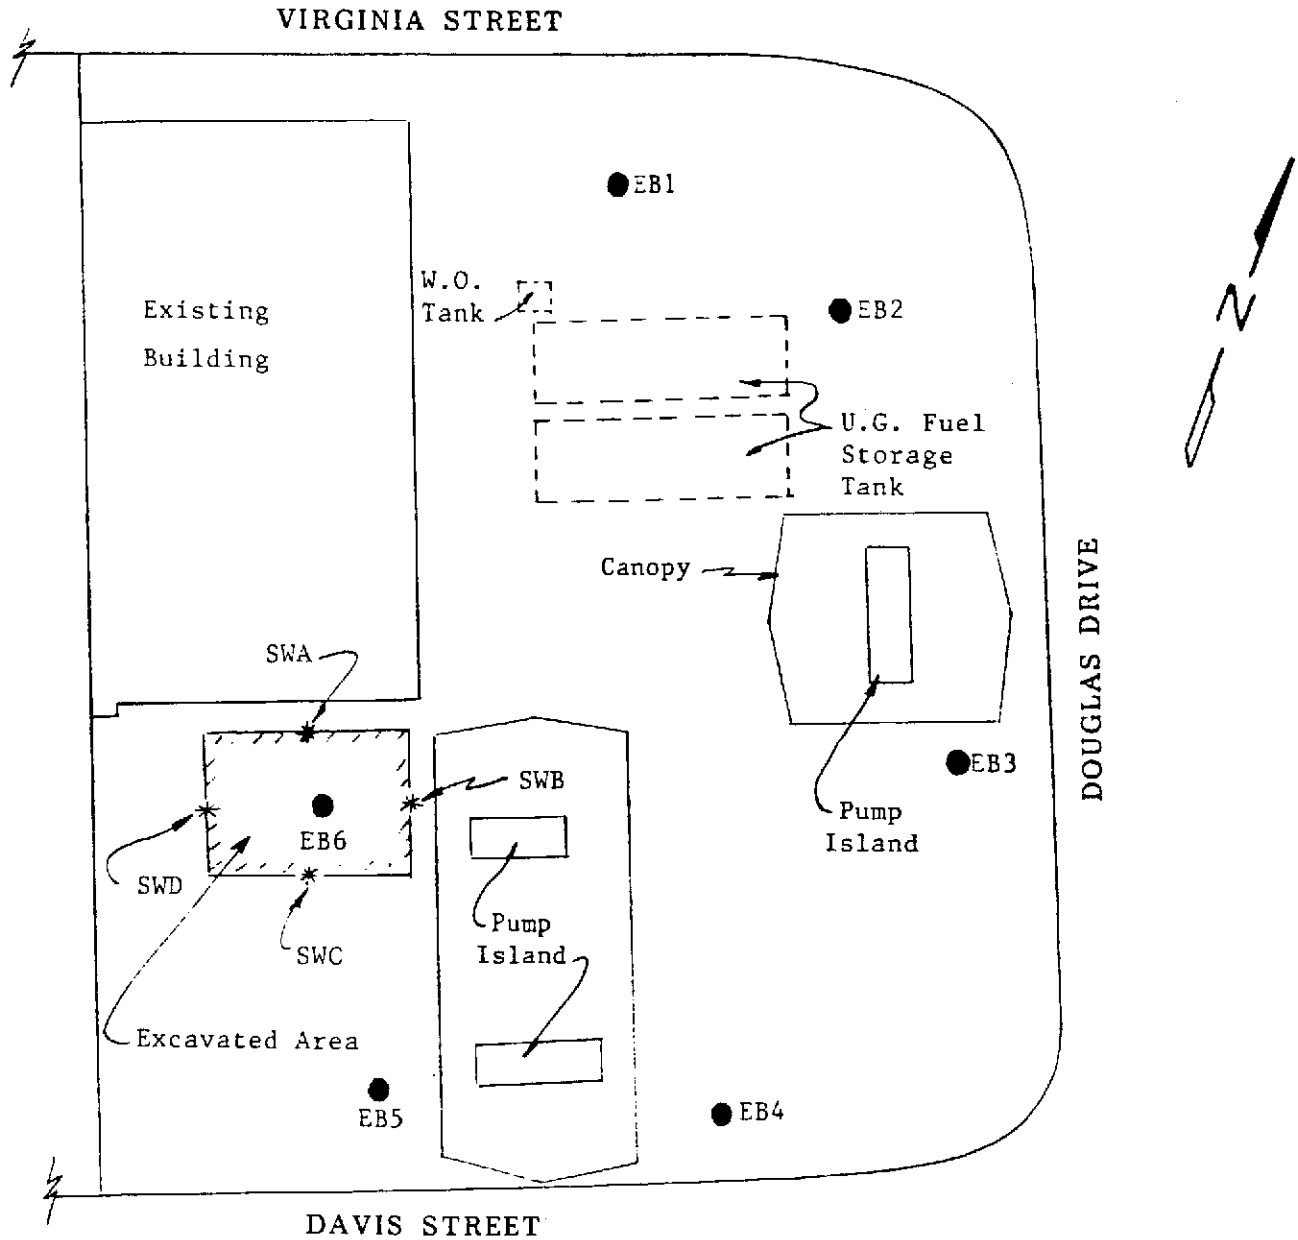 VIRGINIA STREET
EB1
W.O.
Tank
EB2
Existing
Building
U.G. Fuel
Storage
Tank
N
Canopy
DOUGLAS DRIVE
SWA
SWB
EB3
EB6
Pump
Island
SWD
SWC
Pump
Island
Excavated Area
EB5
EB4
DAVIS STREET